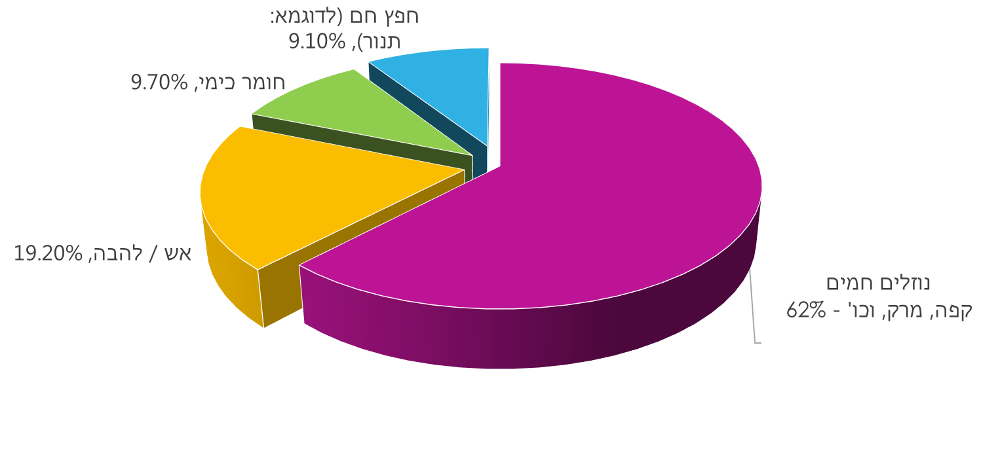 חפץ חם (לדוגמא:
תנור), 9.10%
חומר כימי, 9.70%
אש / להבה, 19.20%
נוזלים חמים
קפה, מרק, וכו' - 62%